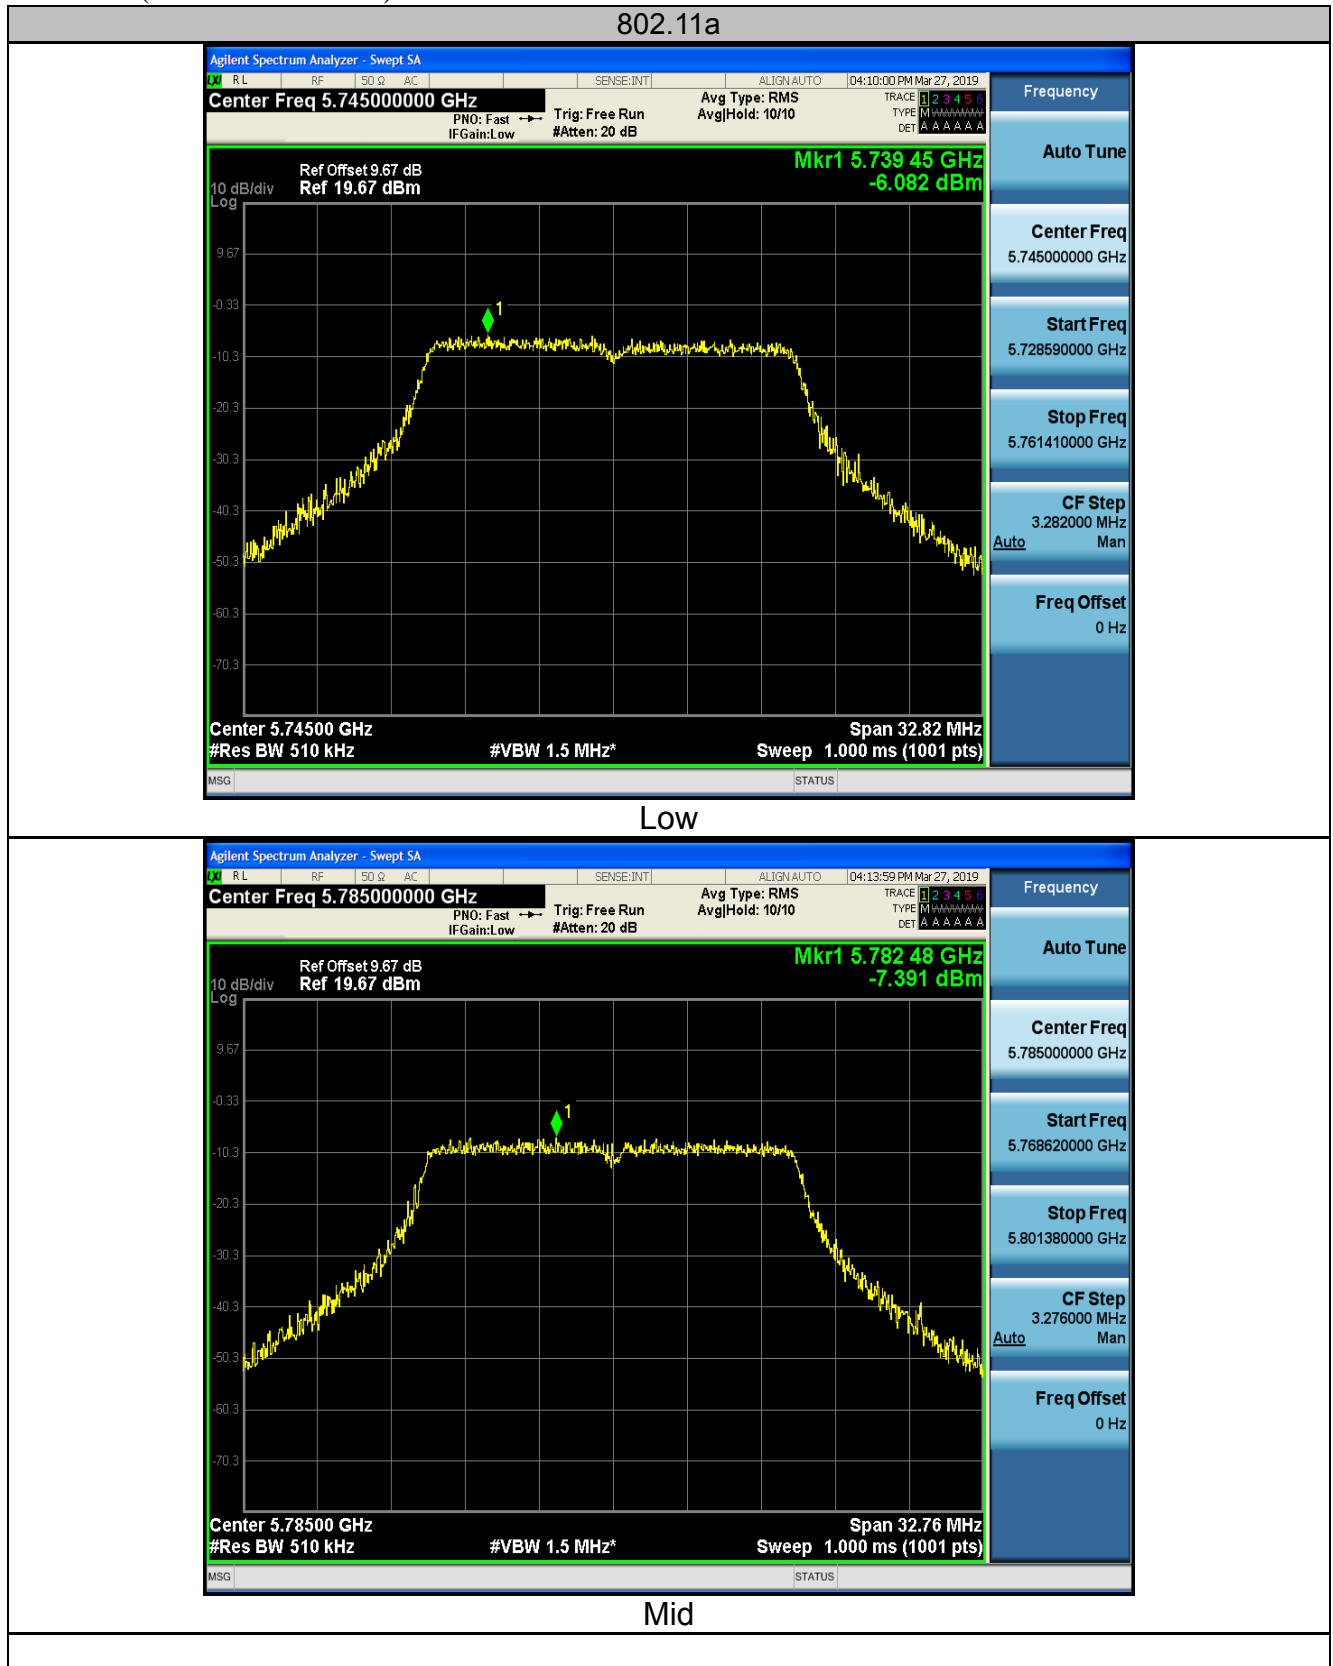 802.11a
Agilent Spectrum Analyzer - Swept SA
LXI RL RF 50 Ω AC SENSE:INT ALIGN AUTO 04:10:00 PM Mar 27, 2019
Center Freq 5.745000000 GHz
PNO: Fast
IFGain:Low
Trig: Free Run
#Atten: 20 dB
Avg Type: RMS
Avg|Hold: 10/10
TRACE 1 2 3 4 5 6
TYPE M
DET A A A A A A
Mkr1 5.739 45 GHz
-6.082 dBm
Ref Offset 9.67 dB
10 dB/div Ref 19.67 dBm
Log
9.67
-0.33
1
-10.3
-20.3
-30.3
-40.3
-50.3
-60.3
-70.3
Center 5.74500 GHz Span 32.82 MHz
#Res BW 510 kHz #VBW 1.5 MHz* Sweep 1.000 ms (1001 pts)
MSG STATUS
Frequency
Auto Tune
Center Freq
5.745000000 GHz
Start Freq
5.728590000 GHz
Stop Freq
5.761410000 GHz
CF Step
3.282000 MHz
Auto Man
Freq Offset
0 Hz
Low
Agilent Spectrum Analyzer - Swept SA
LXI RL RF 50 Ω AC SENSE:INT ALIGN AUTO 04:13:59 PM Mar 27, 2019
Center Freq 5.785000000 GHz
PNO: Fast
IFGain:Low
Trig: Free Run
#Atten: 20 dB
Avg Type: RMS
Avg|Hold: 10/10
TRACE 1 2 3 4 5 6
TYPE M
DET A A A A A A
Mkr1 5.782 48 GHz
-7.391 dBm
Ref Offset 9.67 dB
10 dB/div Ref 19.67 dBm
Log
9.67
-0.33
1
-10.3
-20.3
-30.3
-40.3
-50.3
-60.3
-70.3
Center 5.78500 GHz Span 32.76 MHz
#Res BW 510 kHz #VBW 1.5 MHz* Sweep 1.000 ms (1001 pts)
MSG STATUS
Frequency
Auto Tune
Center Freq
5.785000000 GHz
Start Freq
5.768620000 GHz
Stop Freq
5.801380000 GHz
CF Step
3.276000 MHz
Auto Man
Freq Offset
0 Hz
Mid